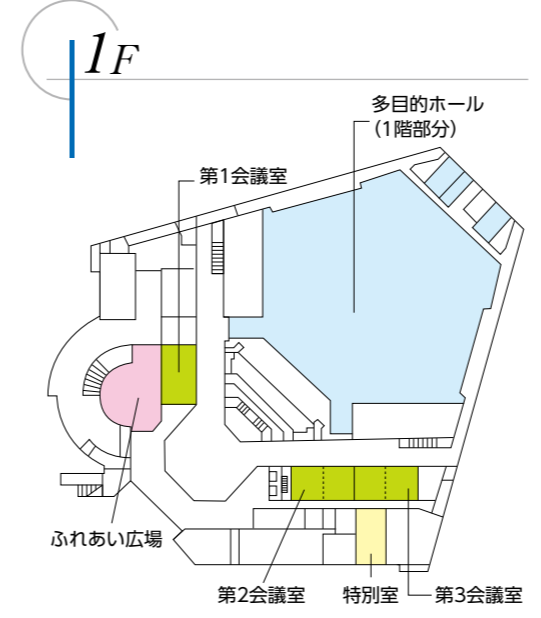 1F
多目的ホール
（1階部分）
第1会議室
ふれあい広場
第2会議室
特別室
第3会議室